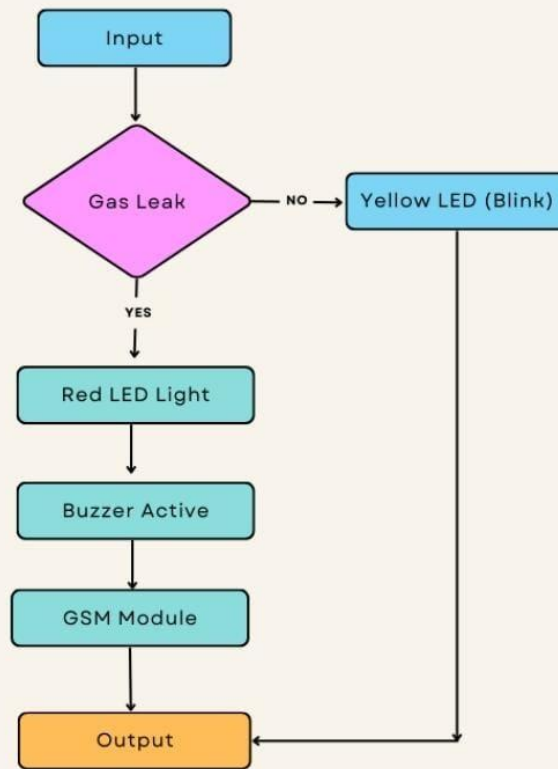 Input
Gas Leak
NO
Yellow LED (Blink)
YES
Red LED Light
Buzzer Active
GSM Module
Output